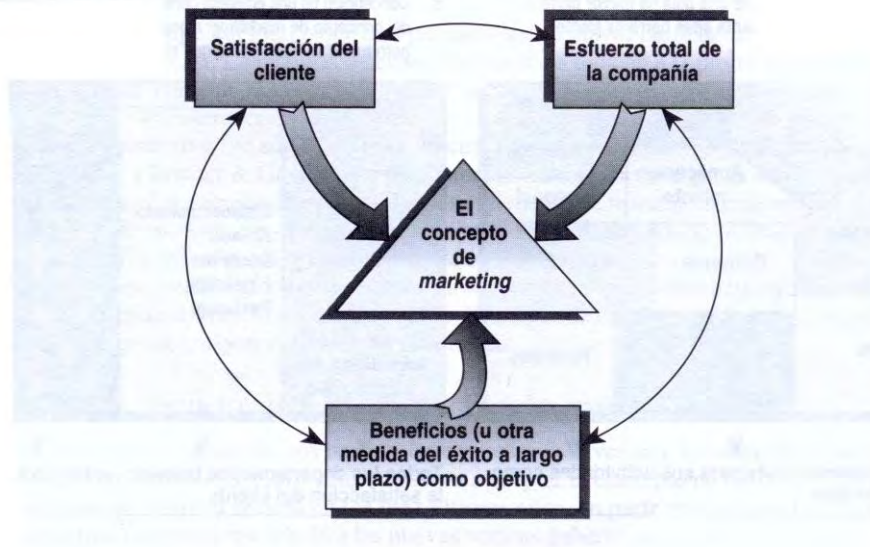 Satisfacción del
cliente
Esfuerzo total de
la compañía
El
concepto
de
marketing
Beneficios (u otra
medida del éxito a largo
plazo) como objetivo